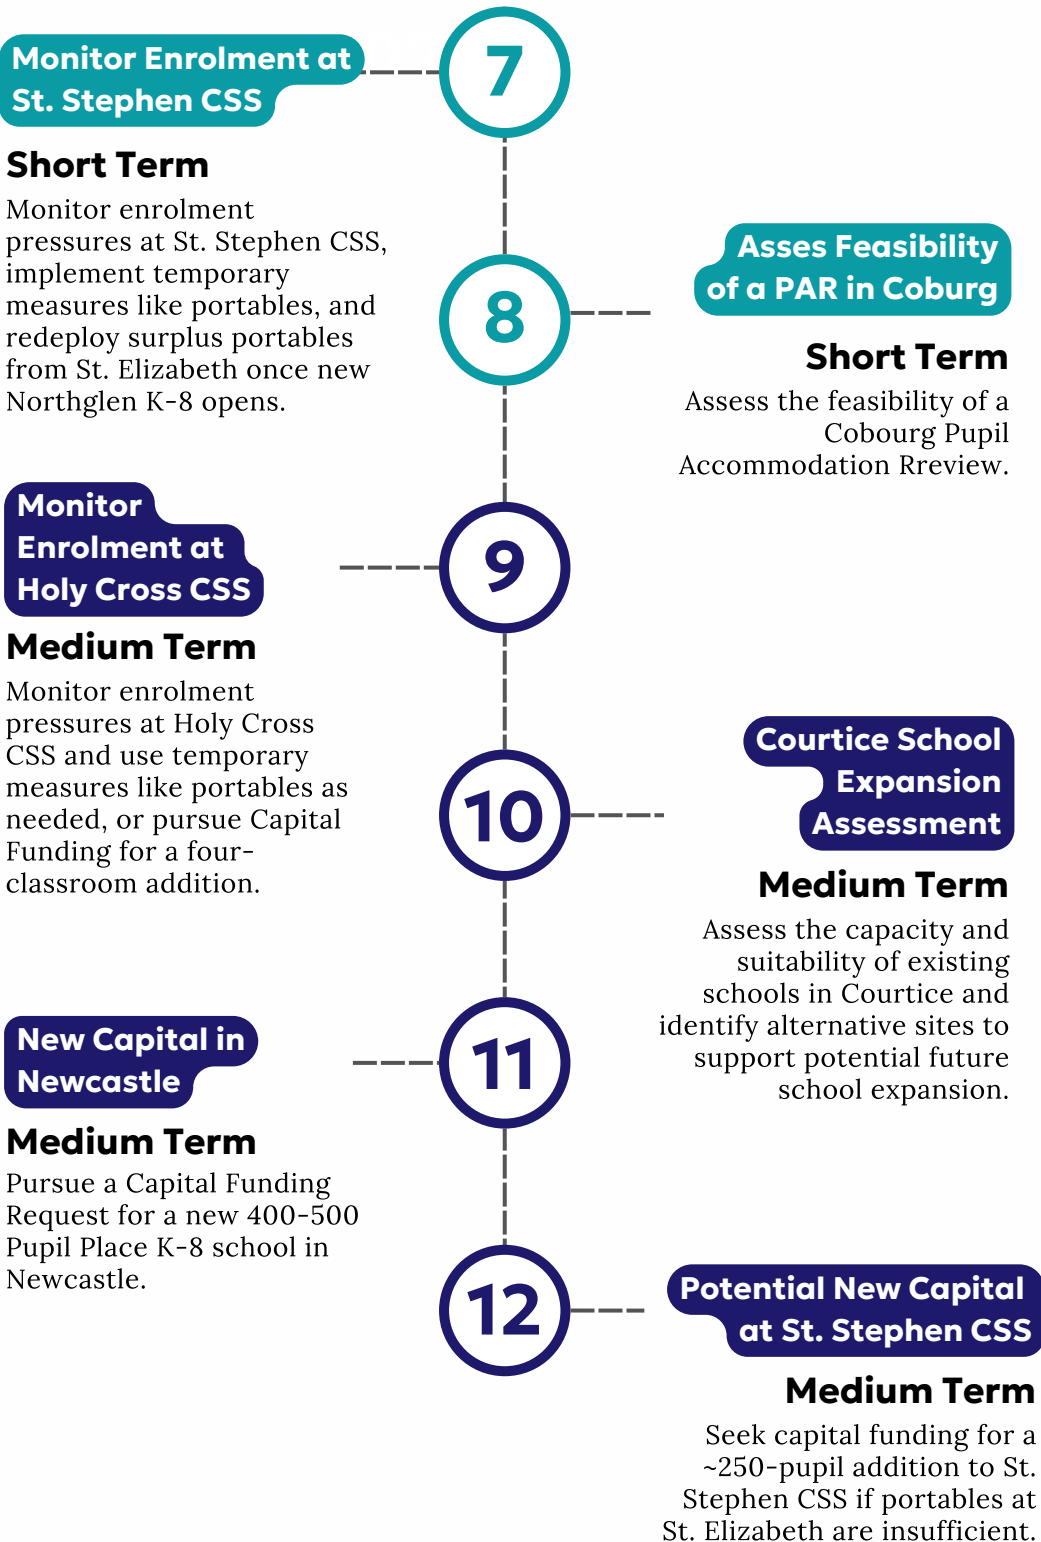 7
Monitor Enrolment at
St. Stephen CSS
Short Term
Monitor enrolment
pressures at St. Stephen CSS,
implement temporary
measures like portables, and
redeploy surplus portables
from St. Elizabeth once new
Northglen K-8 opens.
8
Asses Feasibility
of a PAR in Coburg
Short Term
Assess the feasibility of a
Cobourg Pupil
Accommodation Rreview.
9
Monitor
Enrolment at
Holy Cross CSS
Medium Term
Monitor enrolment
pressures at Holy Cross
CSS and use temporary
measures like portables as
needed, or pursue Capital
Funding for a four-
classroom addition.
10
Courtice School
Expansion
Assessment
Medium Term
Assess the capacity and
suitability of existing
schools in Courtice and
identify alternative sites to
support potential future
school expansion.
11
New Capital in
Newcastle
Medium Term
Pursue a Capital Funding
Request for a new 400-500
Pupil Place K-8 school in
Newcastle.
12
Potential New Capital
at St. Stephen CSS
Medium Term
Seek capital funding for a
~250-pupil addition to St.
Stephen CSS if portables at
St. Elizabeth are insufficient.